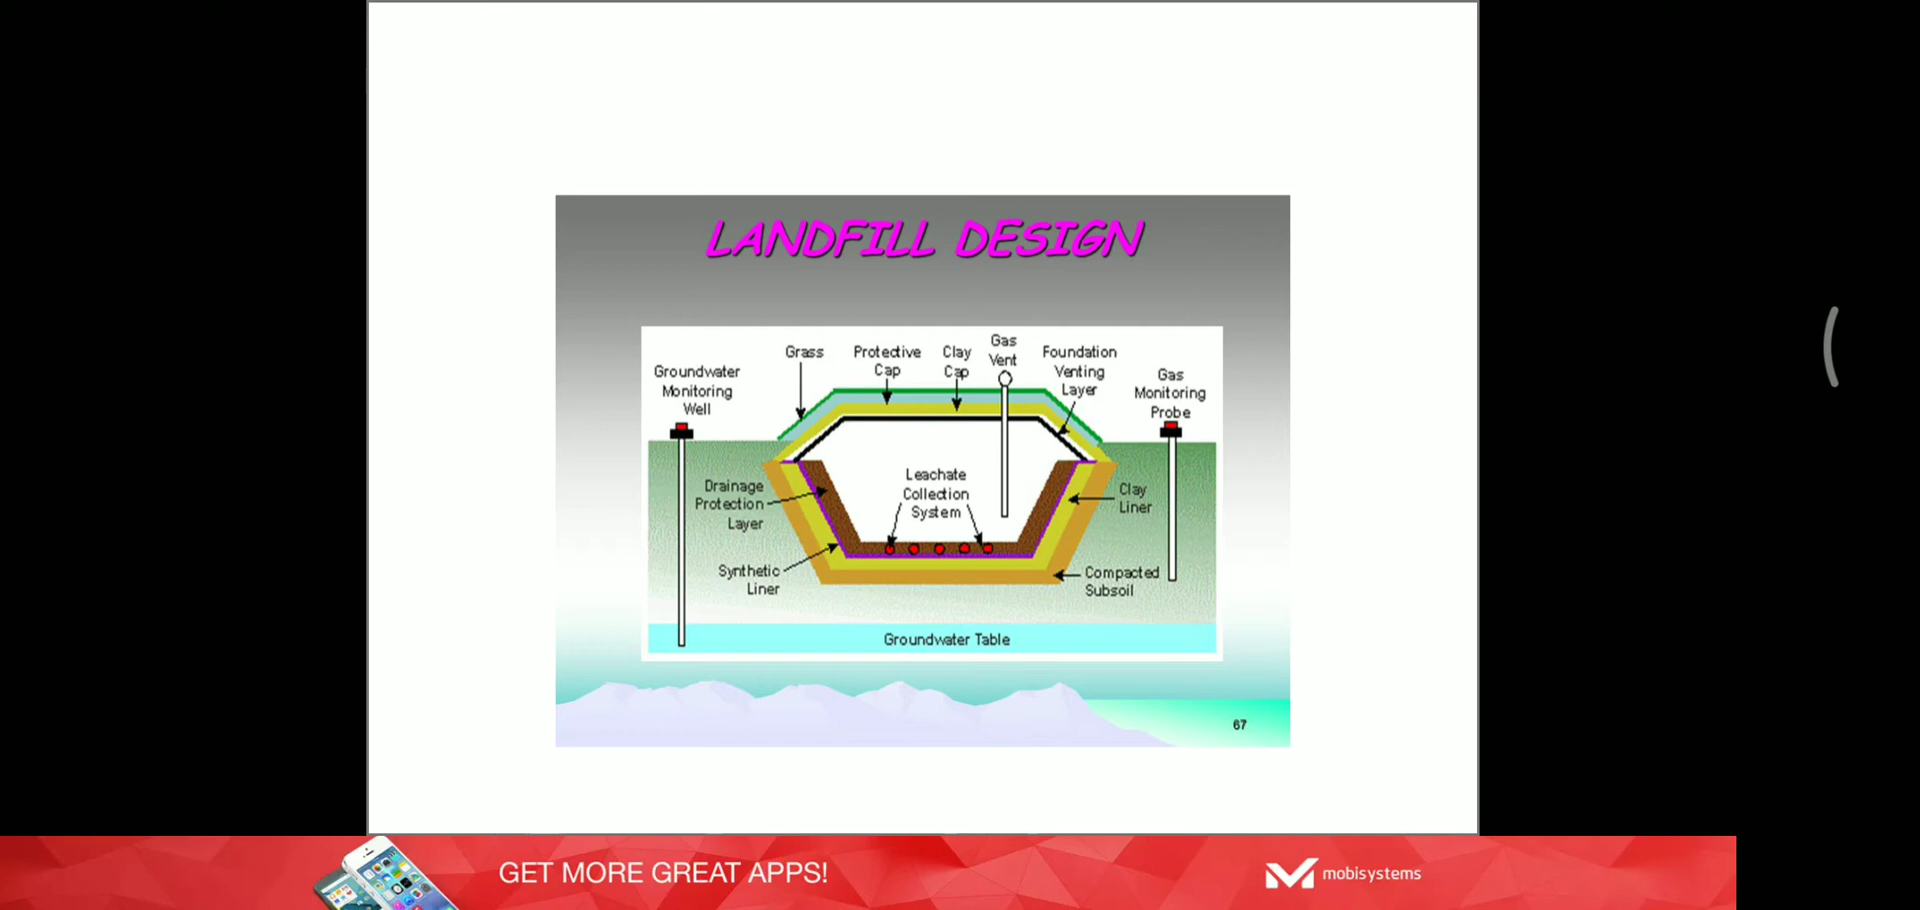 LANDFILL DESIGN
Groundwater
Monitoring
Well
Grass
Protective
Cap
Clay
Cap
Gas
Vent
Foundation
Venting
Layer
Gas
Monitoring
Probe
Drainage
Protection
Layer
Leachate
Collection
System
Clay
Liner
Synthetic
Liner
Compacted
Subsoil
Groundwater Table
67
GET MORE GREAT APPS!
mobisystems